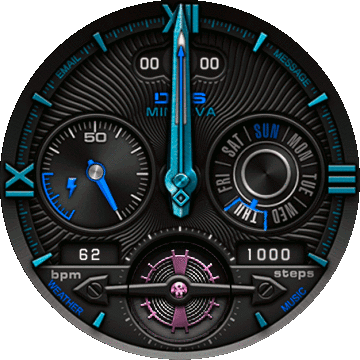 XII
EMAIL
MESSAGE
00 00
50
SAT SUN MON TUE WED THU FRI
IX
III
62
1000
bpm
steps
WEATHER
MUSIC